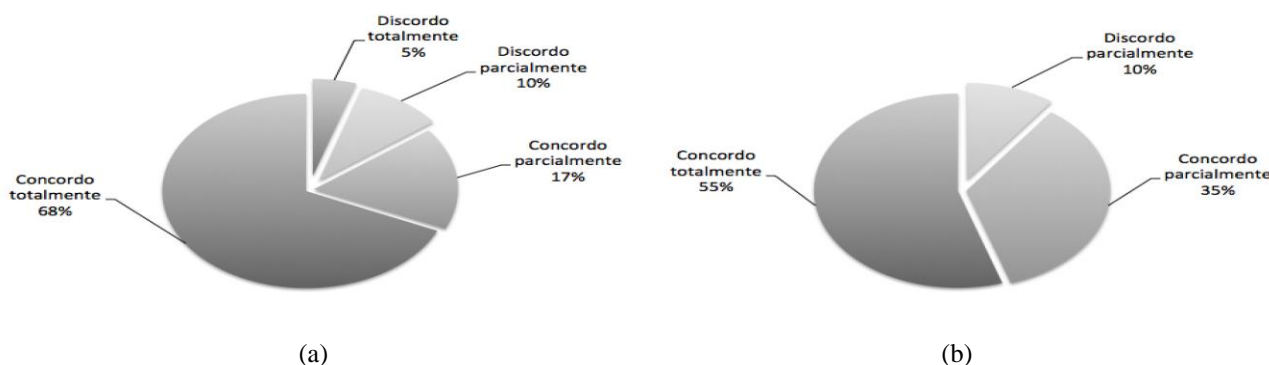 Discordo
totalmente
5%
Discordo
parcialmente
10%
Concordo
parcialmente
17%
Concordo
totalmente
68%
(a)
Discordo
parcialmente
10%
Concordo
parcialmente
35%
Concordo
totalmente
55%
(b)